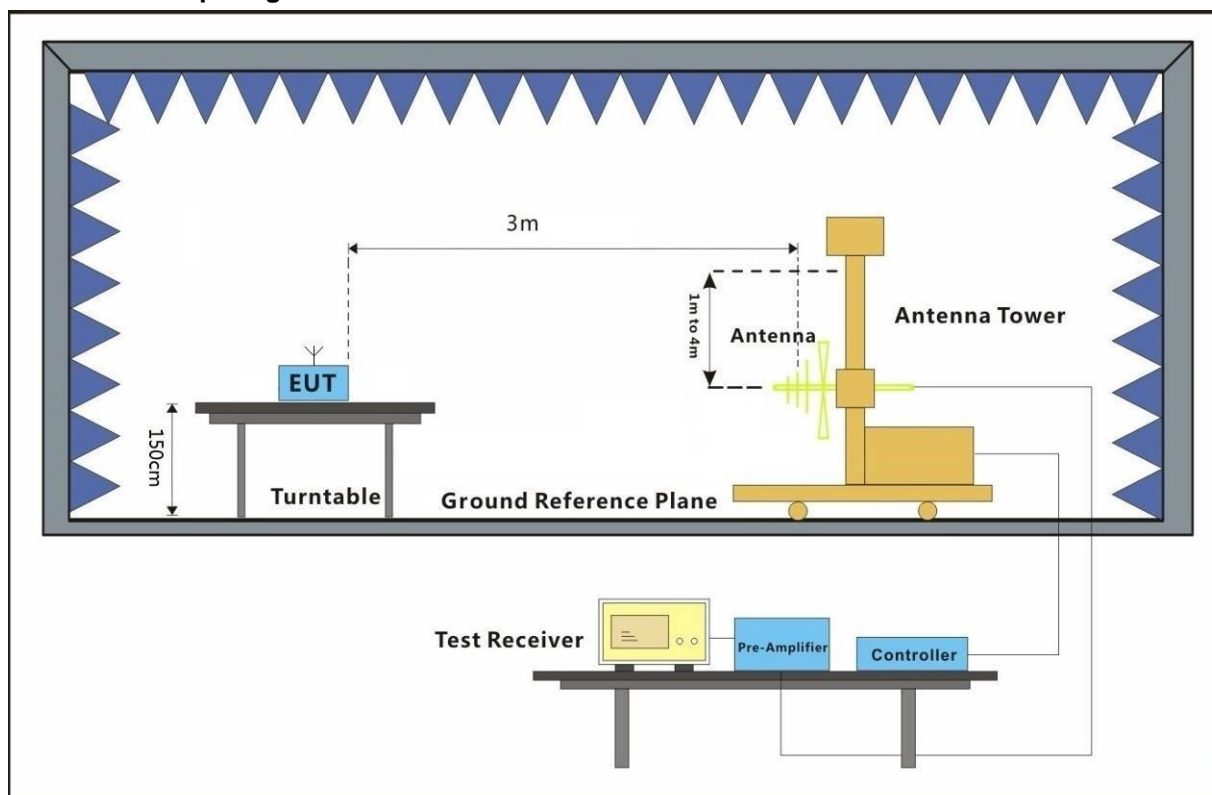 3m
1m to 4m
Antenna
Antenna Tower
EUT
150cm
Turntable
Ground Reference Plane
Test Receiver
Pre-Amplifier
Controller